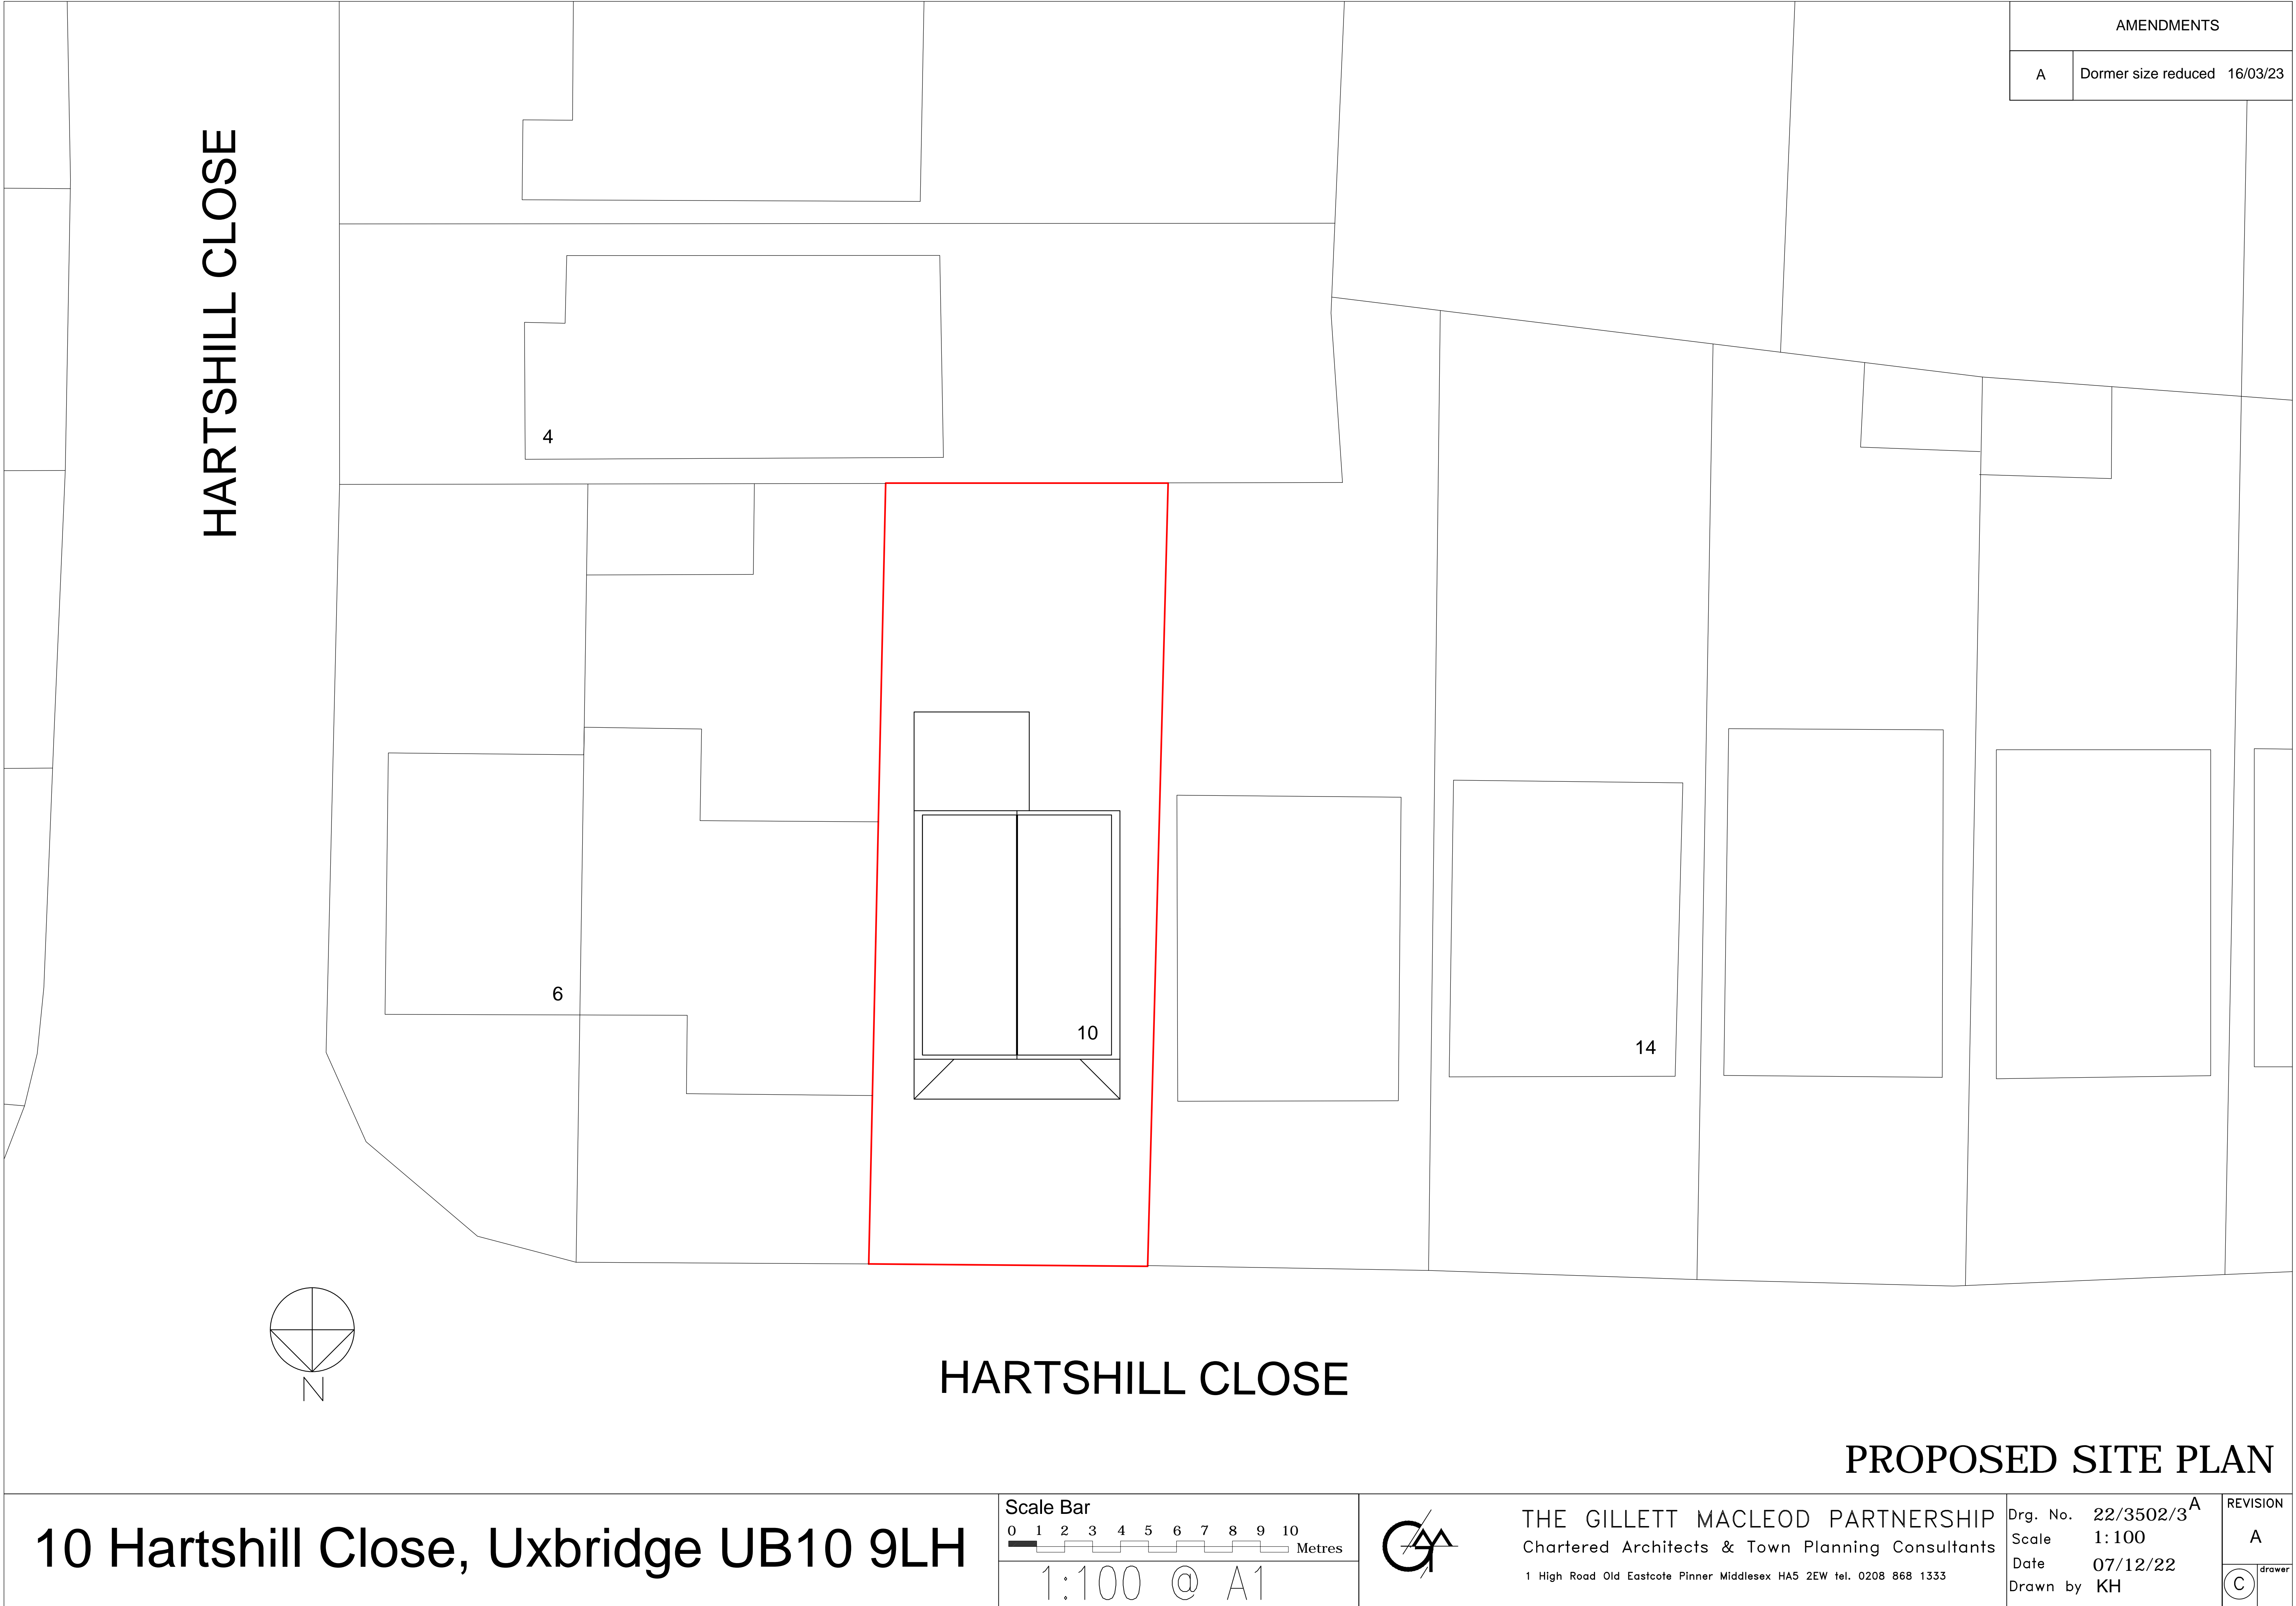 AMENDMENTS
A Dormer size reduced 16/03/23
HARTSHILL CLOSE
4
6
10
14
N
HARTSHILL CLOSE
PROPOSED SITE PLAN
10 Hartshill Close, Uxbridge UB10 9LH
Scale Bar
0 1 2 3 4 5 6 7 8 9 10
Metres
1:100 @ A1
THE GILLETT MACLEOD PARTNERSHIP
Chartered Architects & Town Planning Consultants
1 High Road Old Eastcote Pinner Middlesex HA5 2EW tel. 0208 868 1333
Drg. No. 22/3502/3 A
Scale 1:100
Date 07/12/22
Drawn by KH
REVISION
A
C
drawer